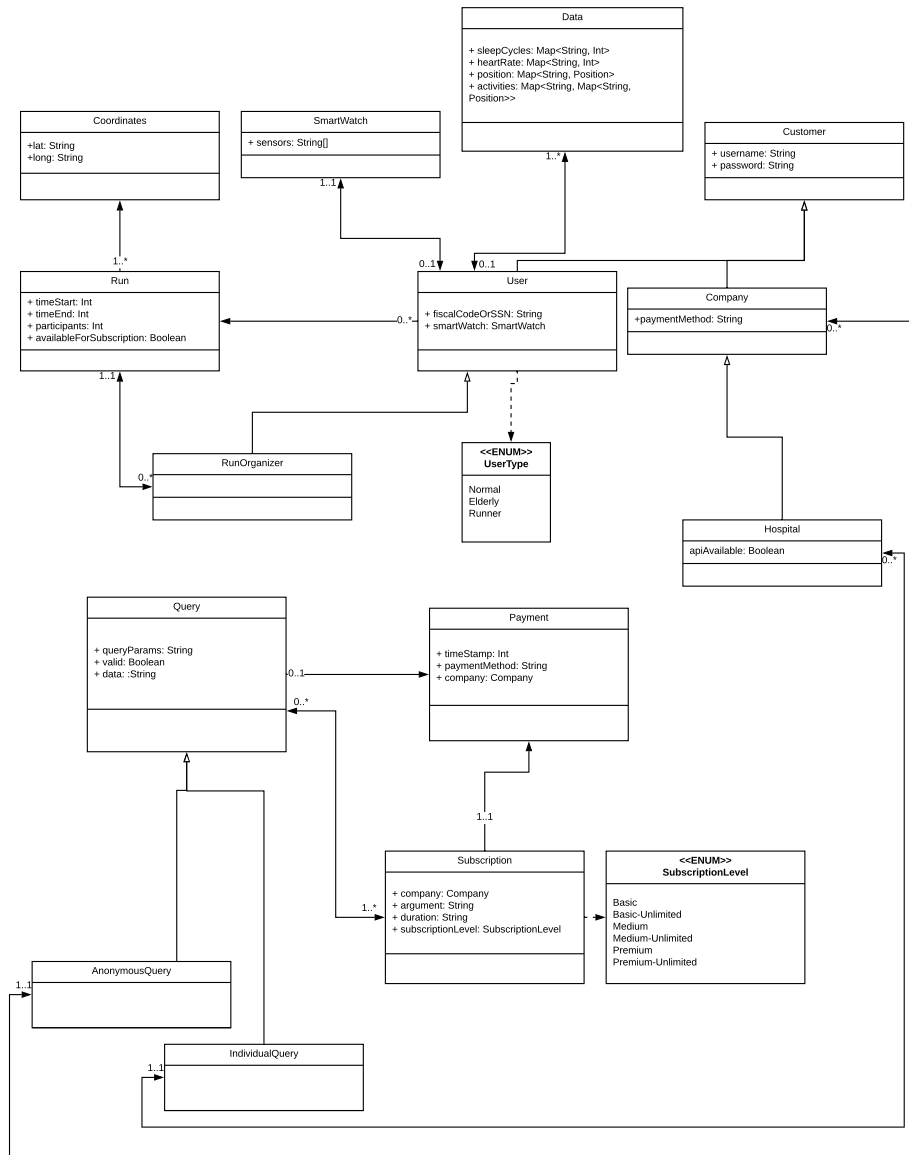 Data
+ sleepCycles: Map<String, Int>
+ heartRate: Map<String, Int>
+ position: Map<String, Position>
+ activities: Map<String, Map<String,
Position>>
1..*
Coordinates
+lat: String
+long: String
SmartWatch
+ sensors: String[]
1..1
Customer
+ username: String
+ password: String
1..*
0..1
0..1
Run
+ timeStart: Int
+ timeEnd: Int
+ participants: Int
+ availableForSubscription: Boolean
1..1
0..*
User
+ fiscalCodeOrSSN: String
+ smartWatch: SmartWatch
Company
+paymentMethod: String
0..*
RunOrganizer
0..*
<<ENUM>>
UserType
Normal
Elderly
Runner
Hospital
apiAvailable: Boolean
0..*
Query
+ queryParams: String
+ valid: Boolean
+ data: :String
0..1
0..*
Payment
+ timeStamp: Int
+ paymentMethod: String
+ company: Company
1..1
Subscription
+ company: Company
+ argument: String
+ duration: String
+ subscriptionLevel: SubscriptionLevel
1..*
<<ENUM>>
SubscriptionLevel
Basic
Basic-Unlimited
Medium
Medium-Unlimited
Premium
Premium-Unlimited
AnonymousQuery
1..1
IndividualQuery
1..1